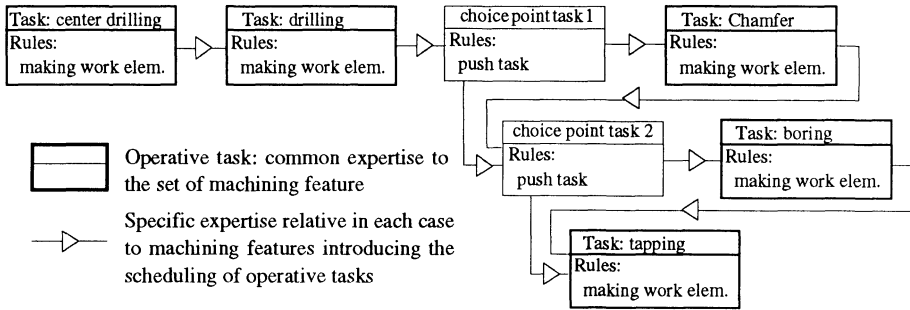 Task: center drilling
Rules:
making work elem.
Task: drilling
Rules:
making work elem.
choice point task 1
Rules:
push task
Task: Chamfer
Rules:
making work elem.
choice point task 2
Rules:
push task
Task: boring
Rules:
making work elem.
Task: tapping
Rules:
making work elem.
Operative task: common expertise to
the set of machining feature
Specific expertise relative in each case
to machining features introducing the
scheduling of operative tasks